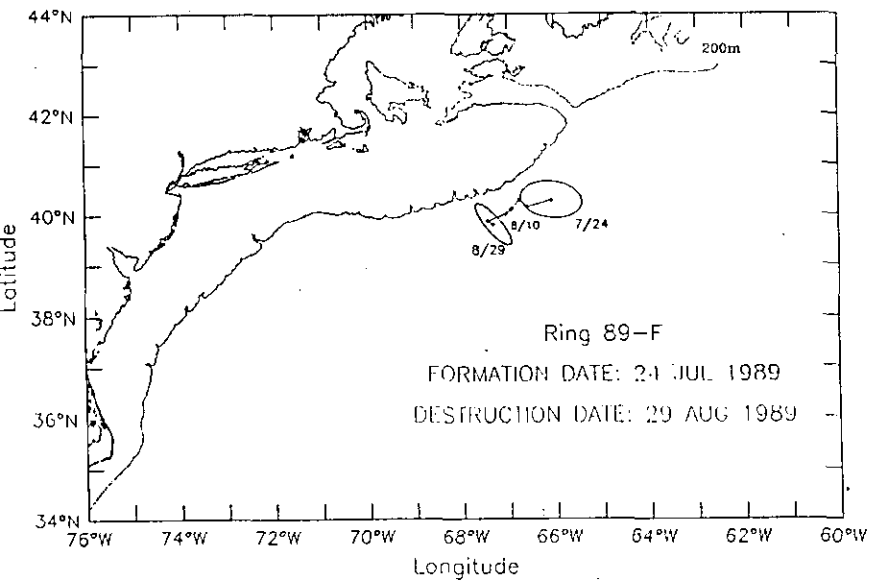 44°N
200m
42°N
40°N
8/10
7/24
8/29
Latitude
38°N
Ring 89-F
FORMATION DATE: 24 JUL 1989
36°N
DESTRUCTION DATE: 29 AUG 1989
34°N
76°W 74°W 72°W 70°W 68°W 66°W 64°W 62°W 60°W
Longitude